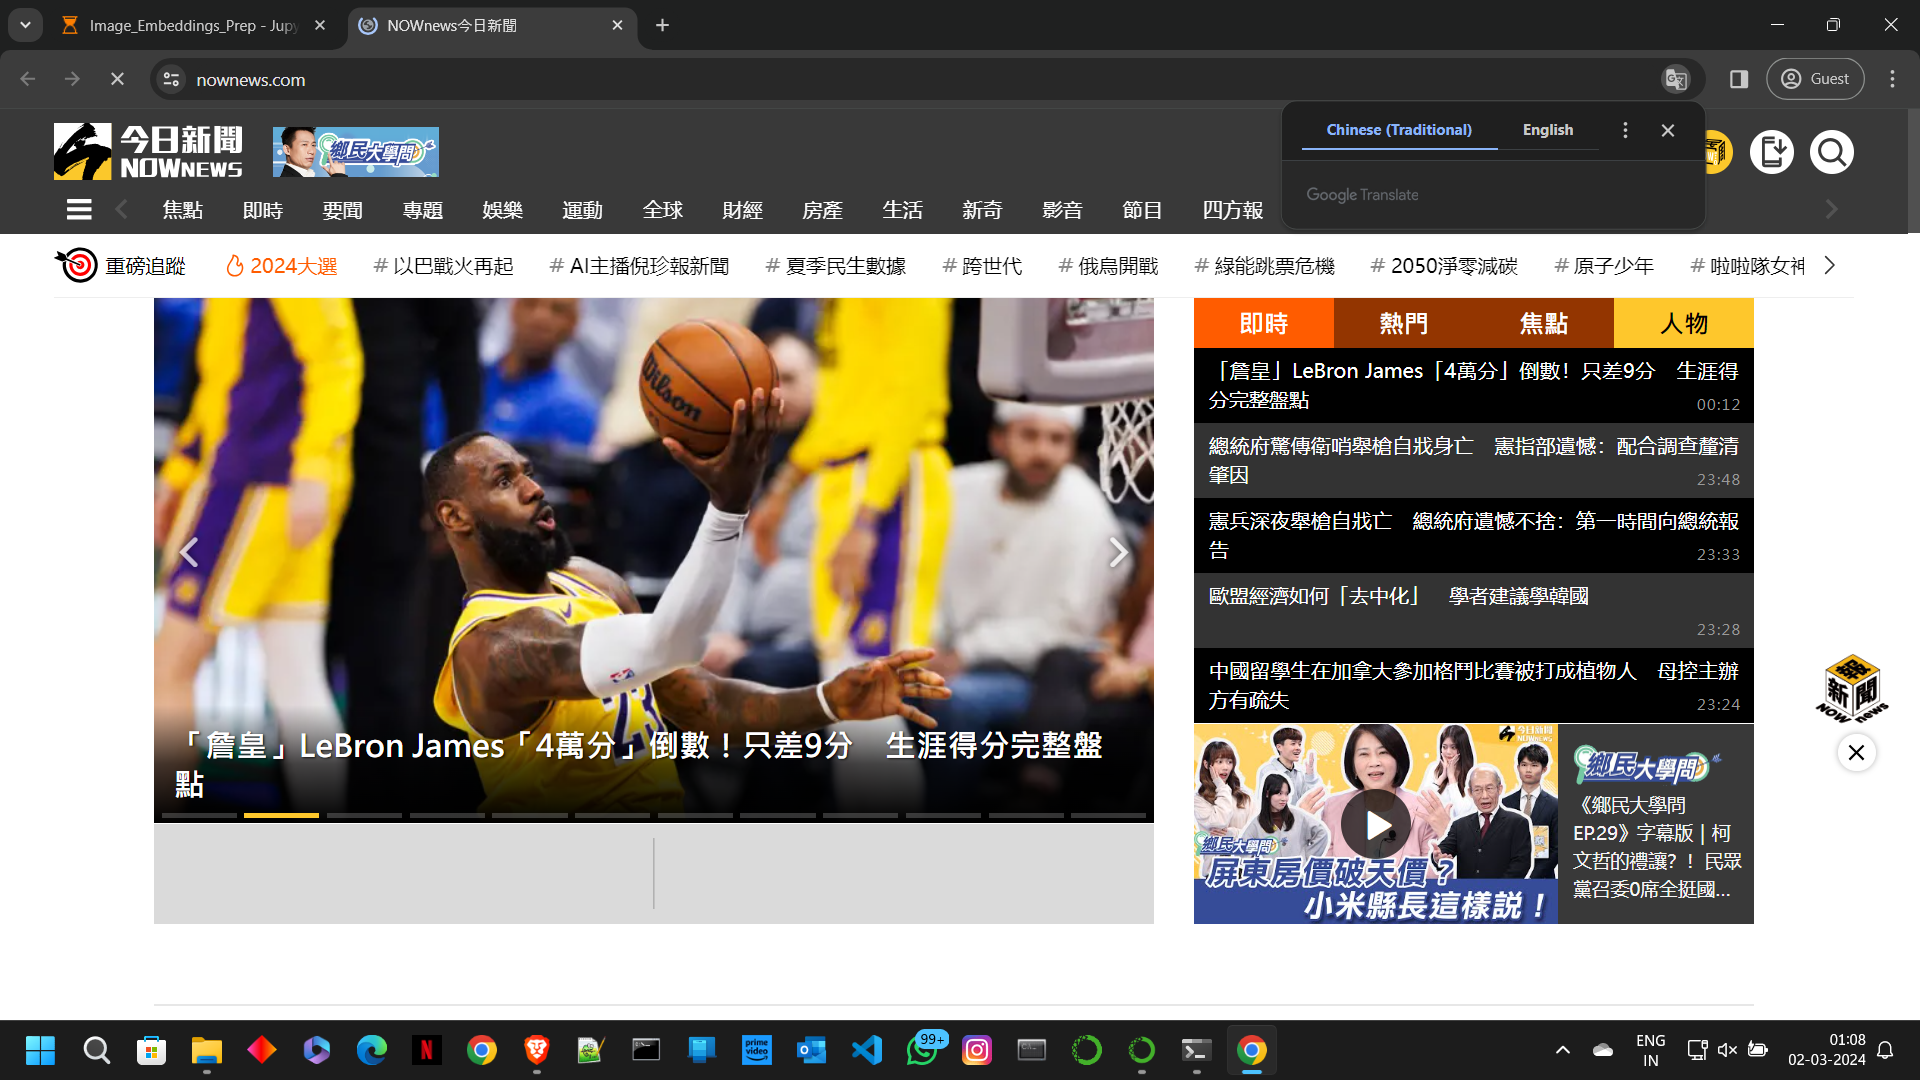 Image_Embeddings_Prep - Jupy
NOWnews今日新聞
nownews.com
Guest
Chinese (Traditional)
English
Google Translate
今日新聞
NOWnews
鄉民大學問
焦點
即時
要聞
專題
娛樂
運動
全球
財經
房產
生活
新奇
影音
節目
四方報
重磅追蹤
2024大選
# 以巴戰火再起
# AI主播倪珍報新聞
# 夏季民生數據
# 跨世代
# 俄烏開戰
# 綠能跳票危機
# 2050淨零減碳
# 原子少年
# 啦啦隊女神
Wilson
23
「詹皇」LeBron James「4萬分」倒數！只差9分　生涯得分完整盤
點
即時
熱門
焦點
人物
「詹皇」LeBron James「4萬分」倒數！只差9分　生涯得
分完整盤點
00:12
總統府驚傳衛哨舉槍自戕身亡　憲指部遺憾：配合調查釐清
肇因
23:48
憲兵深夜舉槍自戕亡　總統府遺憾不捨：第一時間向總統報
告
23:33
歐盟經濟如何「去中化」　學者建議學韓國
23:28
中國留學生在加拿大參加格鬥比賽被打成植物人　母控主辦
方有疏失
23:24
今日新聞
NOWnews
鄉民大學問
屏東房價破天價？
小米縣長這樣説！
鄉民大學問
《鄉民大學問
EP.29》字幕版｜柯
文哲的禮讓？！民眾
黨召委0席全挺國...
新聞
NOW news
prime
video
99+
ENG
IN
01:08
02-03-2024